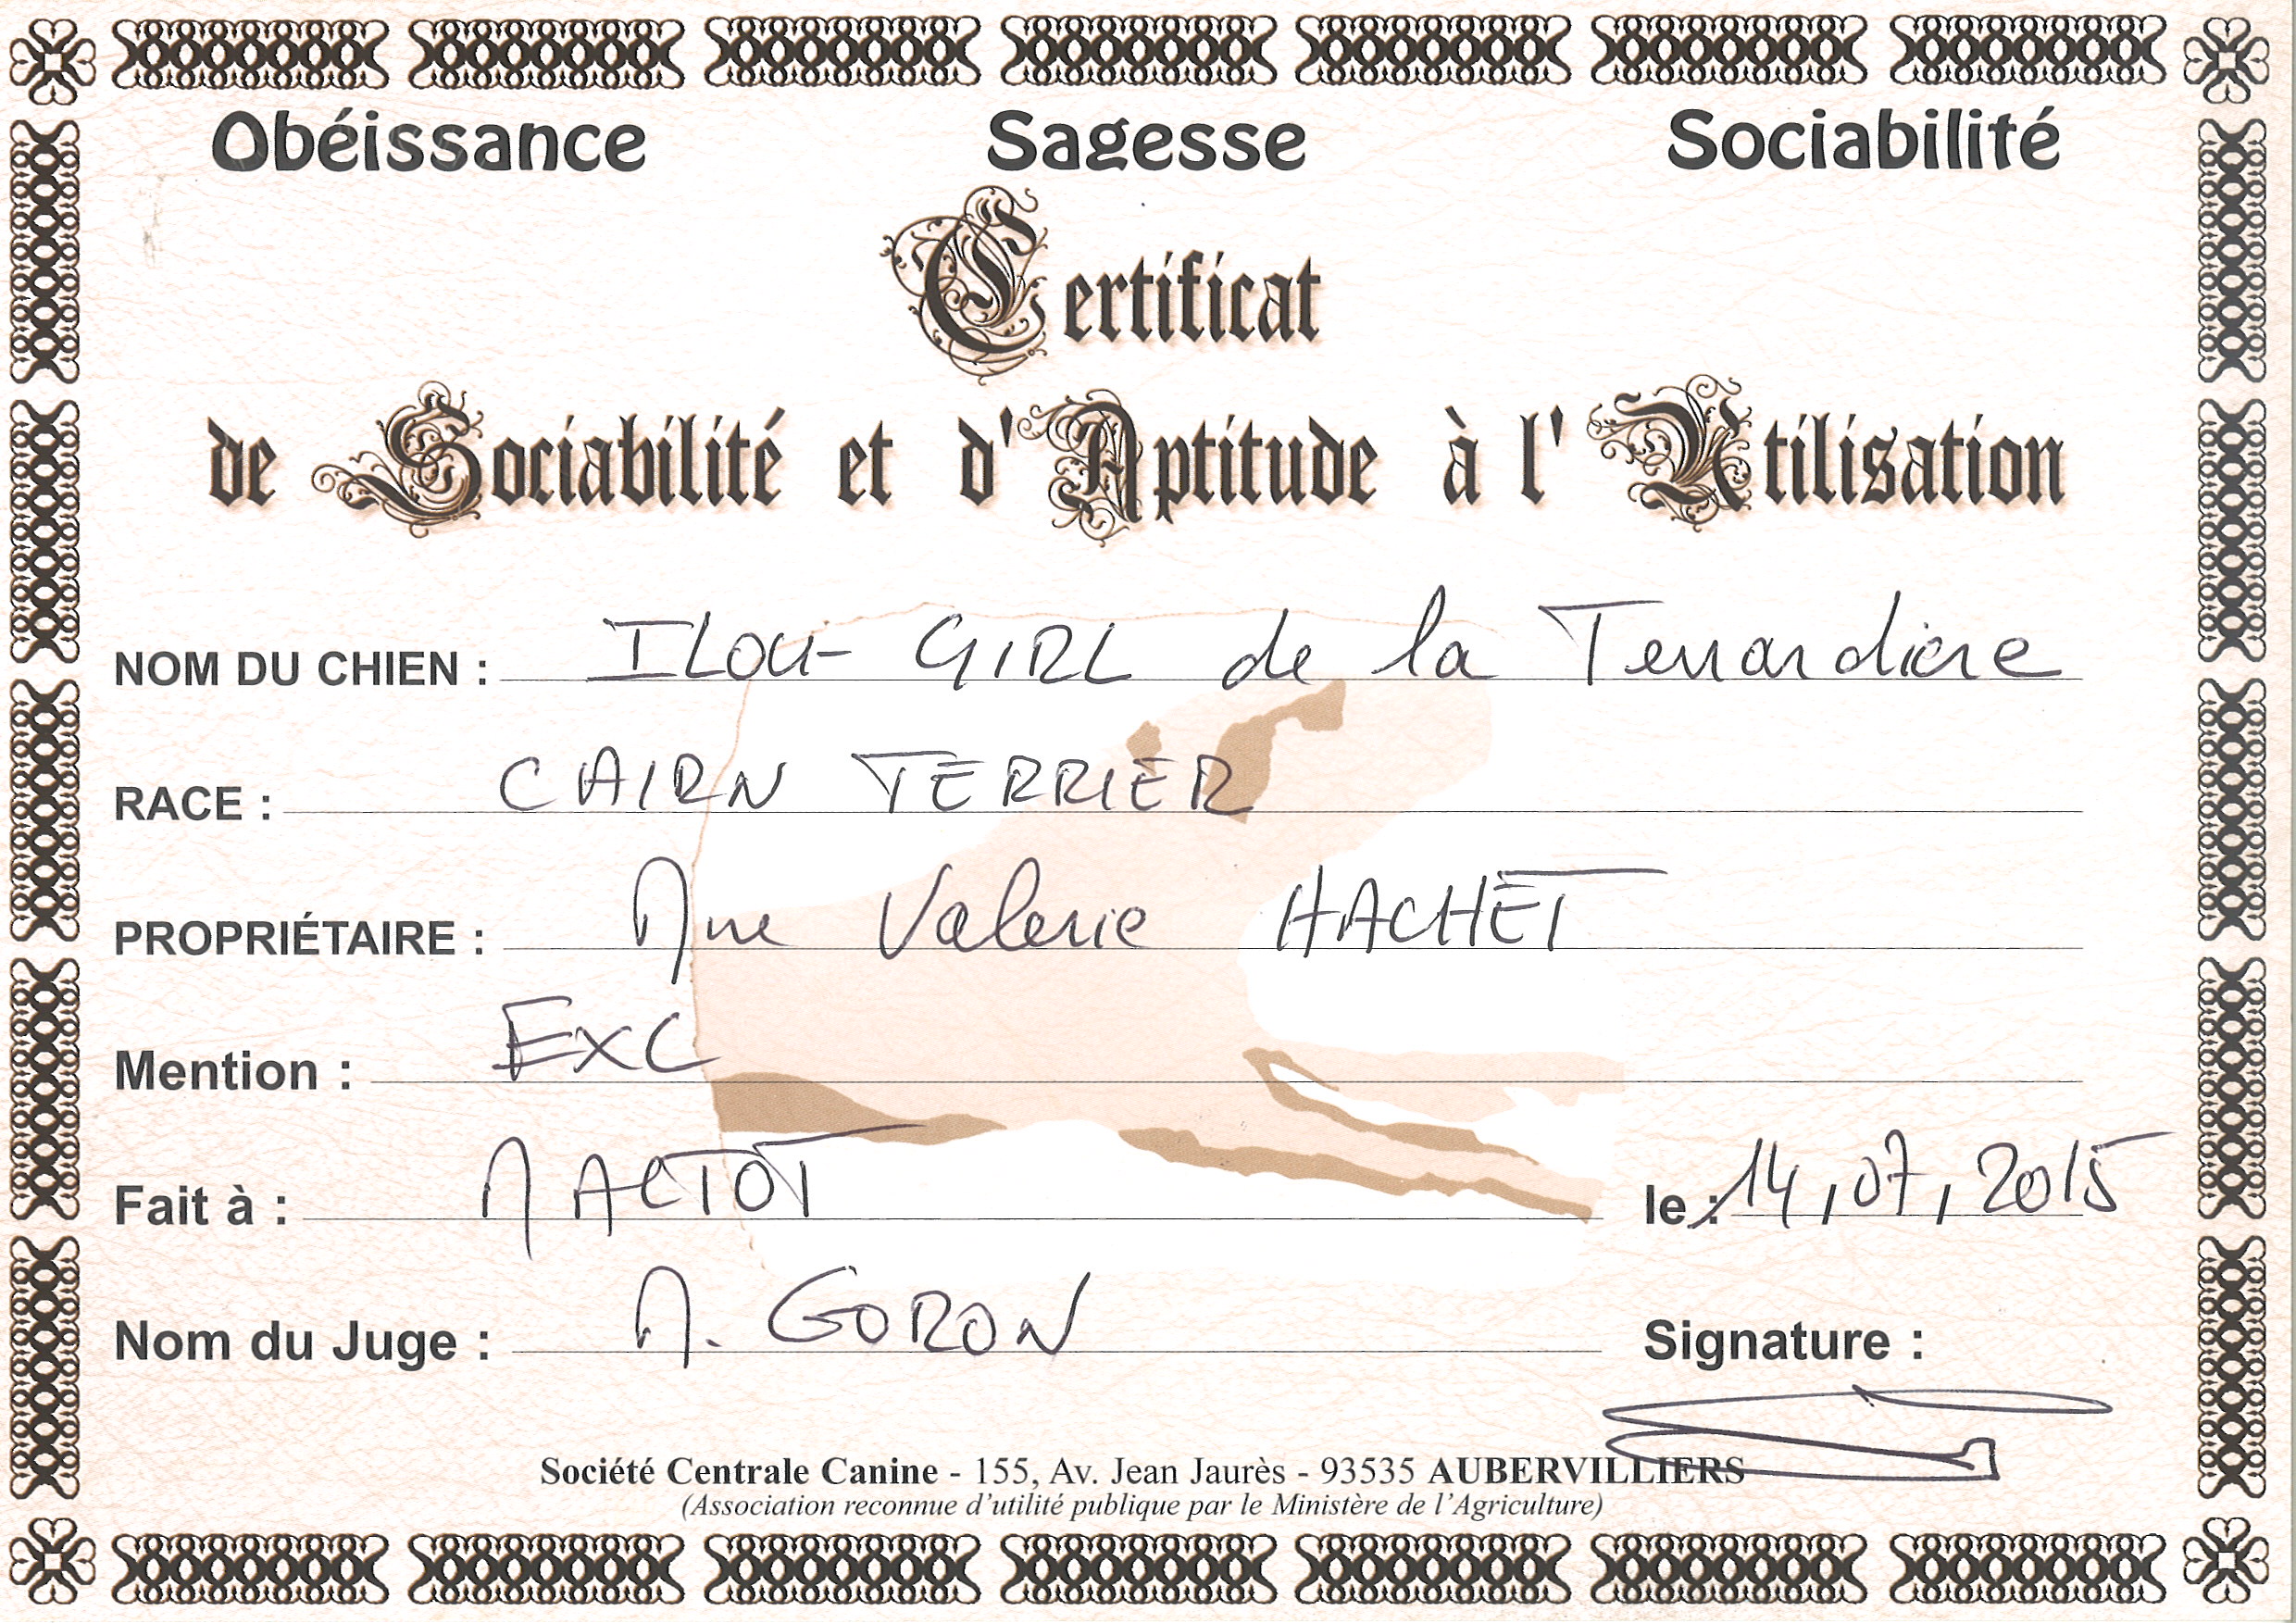 Obéissance Sagesse Sociabilité
Certificat
de Sociabilité et d'Aptitude à l'Utilisation
NOM DU CHIEN : ILOU-GIRL de la Tenardiere
RACE : CAIRN TERRIER
PROPRIÉTAIRE : Mme Valerie HACHET
Mention : EXC
Fait à : MARTOT le : 14,07,2015
Nom du Juge : M. GORON Signature :
Société Centrale Canine - 155, Av. Jean Jaurès - 93535 AUBERVILLIERS
(Association reconnue d'utilité publique par le Ministère de l'Agriculture)